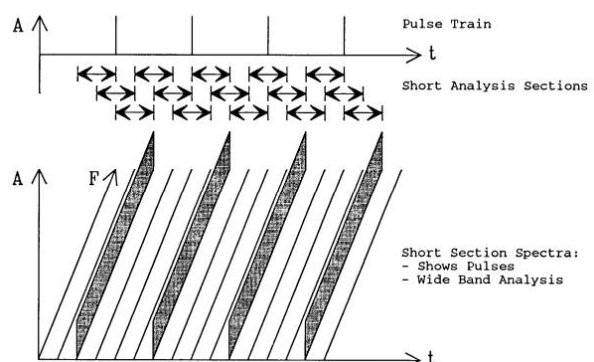 A
Pulse Train
t
Short Analysis Sections
A
F
Short Section Spectra:
- Shows Pulses
- Wide Band Analysis
t